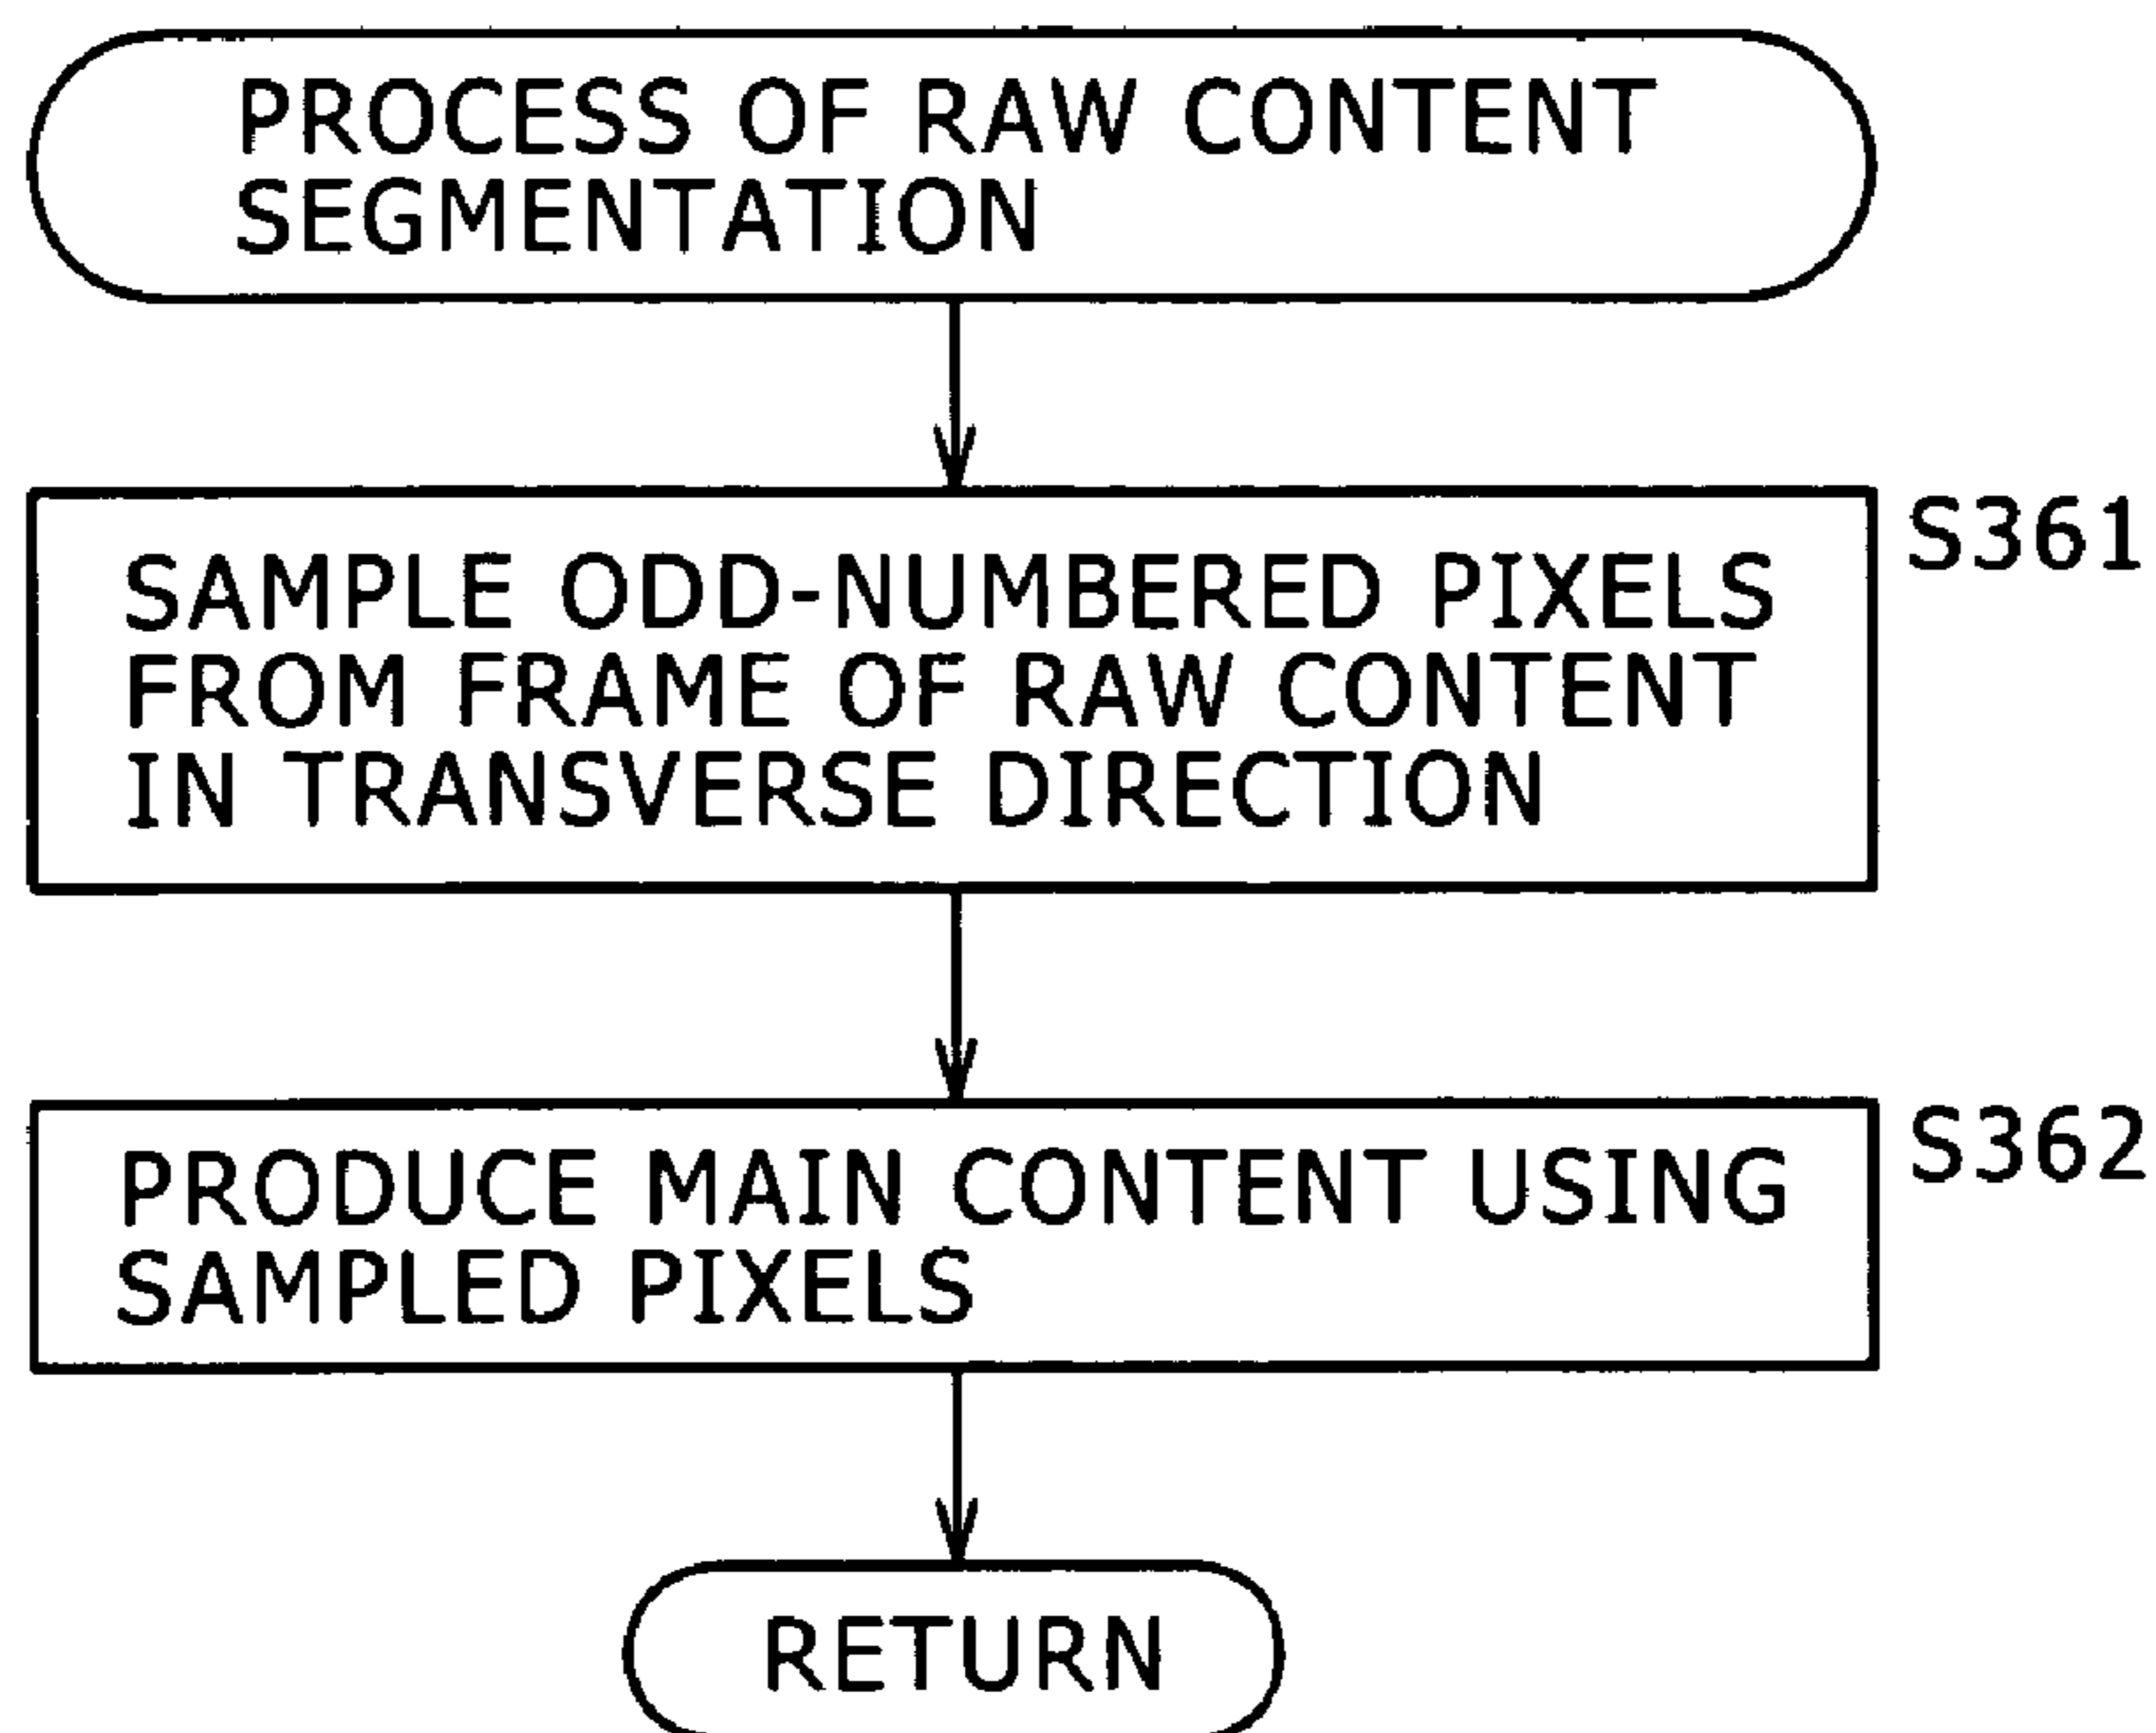 PROCESS OF RAW CONTENT
SEGMENTATION
S361
SAMPLE ODD-NUMBERED PIXELS
FROM FRAME OF RAW CONTENT
IN TRANSVERSE DIRECTION
S362
PRODUCE MAIN CONTENT USING
SAMPLED PIXELS
RETURN